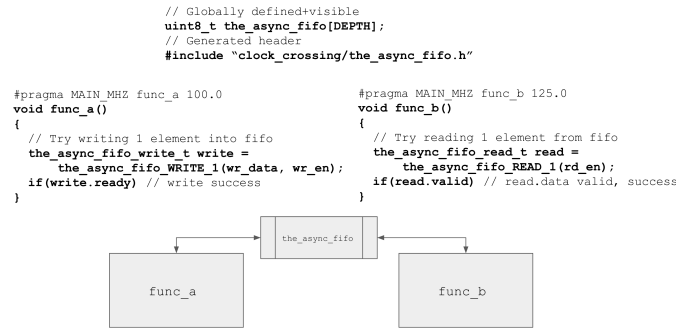 // Globally defined+visible
uint8_t the_async_fifo[DEPTH];
// Generated header
#include “clock_crossing/the_async_fifo.h”
#pragma MAIN_MHZ func_a 100.0
void func_a()
{
// Try writing 1 element into fifo
the_async_fifo_write_t write =
the_async_fifo_WRITE_1(wr_data, wr_en);
if(write.ready) // write success
}
#pragma MAIN_MHZ func_b 125.0
void func_b()
{
// Try reading 1 element from fifo
the_async_fifo_read_t read =
the_async_fifo_READ_1(rd_en);
if(read.valid) // read.data valid, success
}
the_async_fifo
func_a
func_b